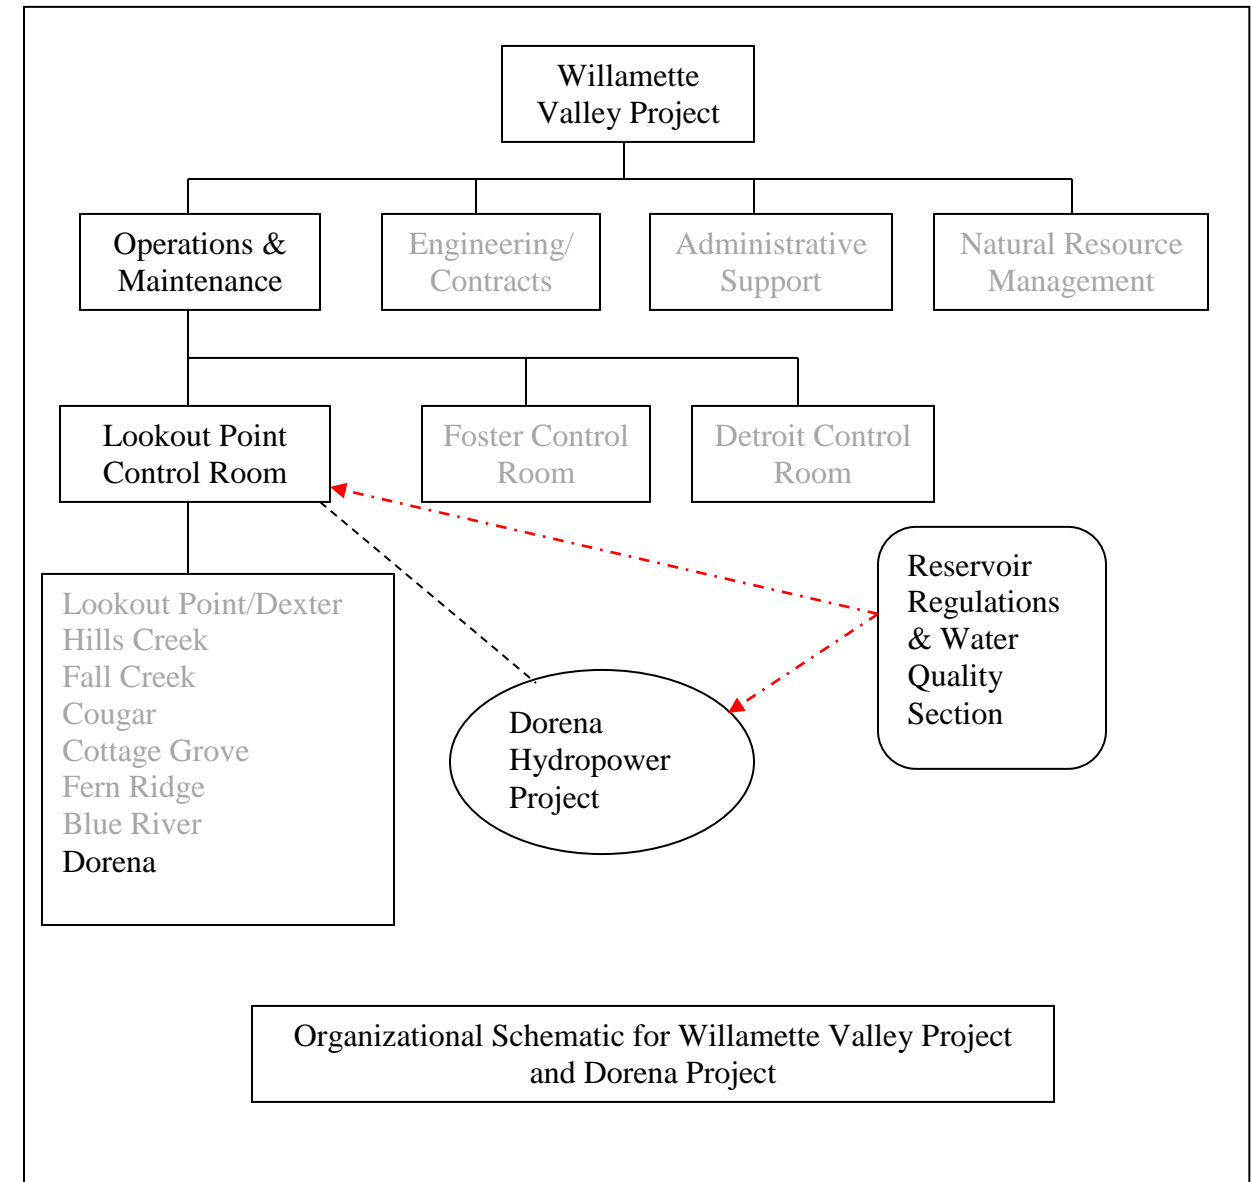 Willamette
Valley Project
Operations &
Maintenance
Engineering/
Contracts
Administrative
Support
Natural Resource
Management
Lookout Point
Control Room
Foster Control
Room
Detroit Control
Room
Reservoir
Regulations
& Water
Quality
Section
Lookout Point/Dexter
Hills Creek
Fall Creek
Cougar
Cottage Grove
Fern Ridge
Blue River
Dorena
Dorena
Hydropower
Project
Organizational Schematic for Willamette Valley Project
and Dorena Project